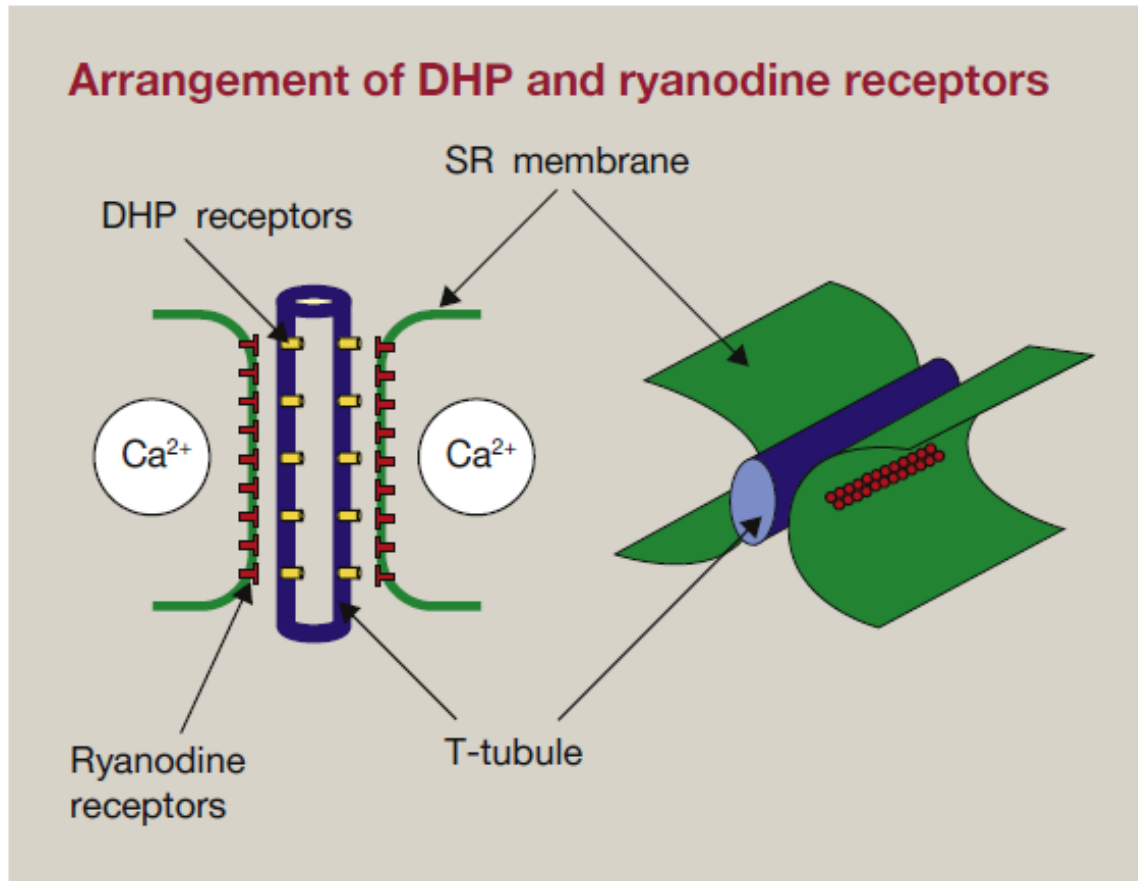 Arrangement of DHP and ryanodine receptors
SR membrane
DHP receptors
Ca²⁺
Ca²⁺
Ryanodine
receptors
T-tubule